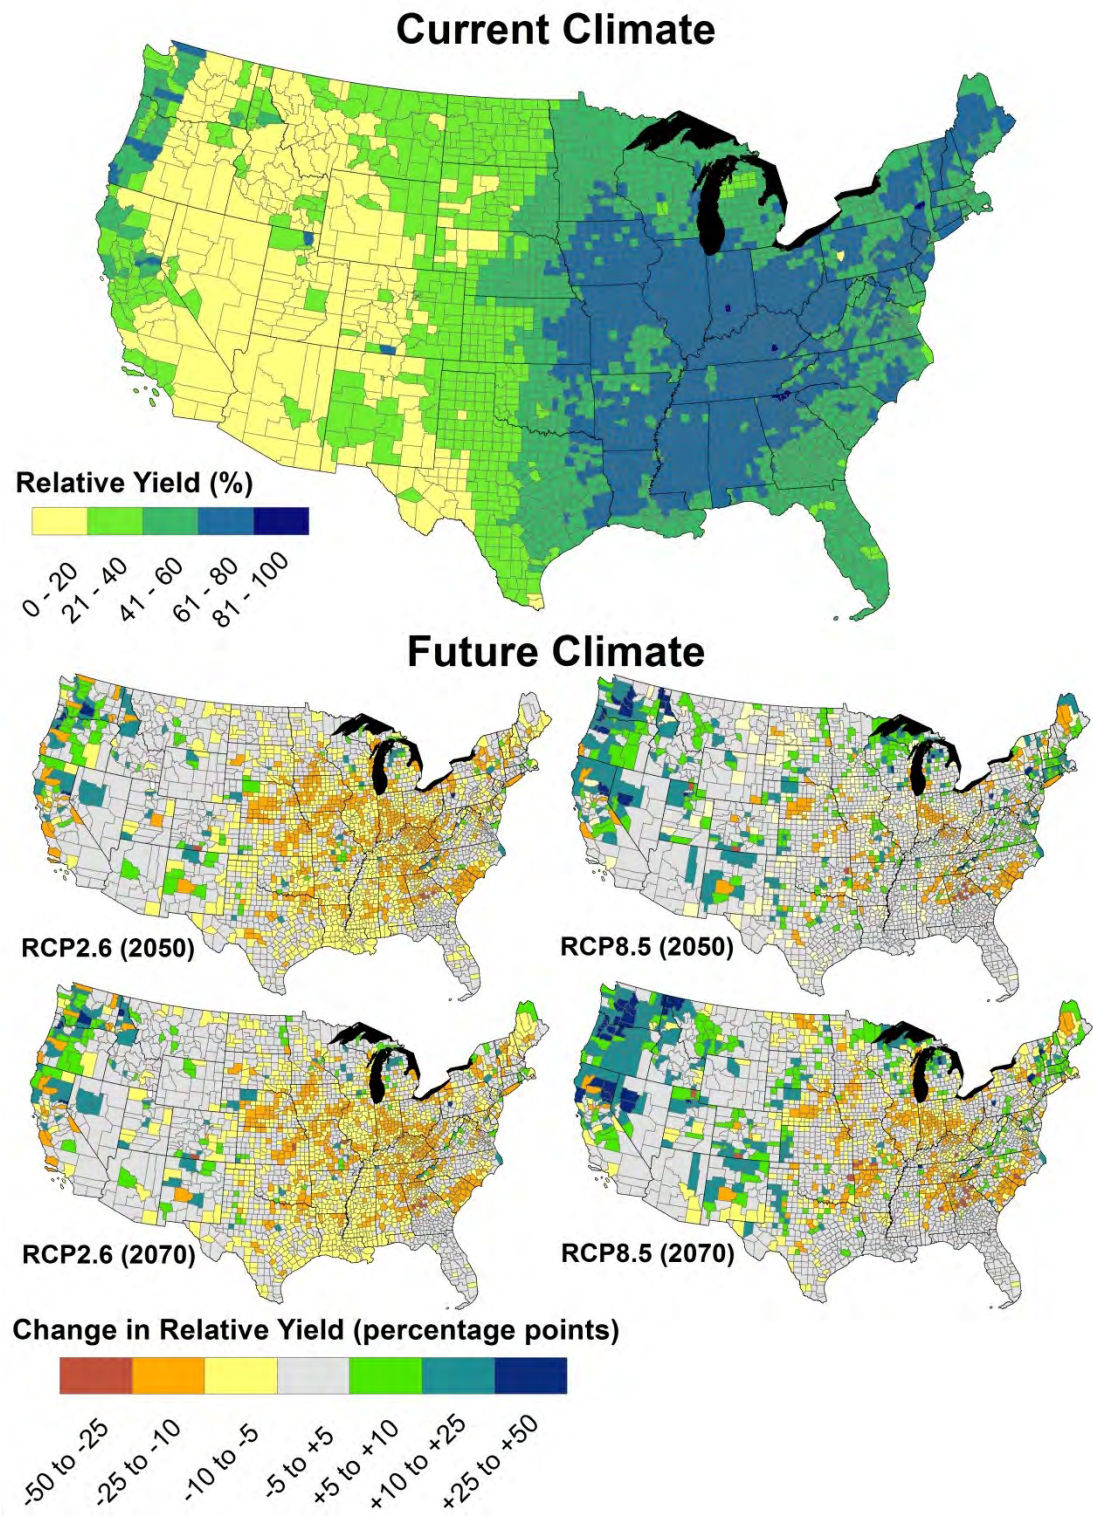 Current Climate
Relative Yield (%)
0 - 20
21 - 40
41 - 60
61 - 80
81 - 100
Future Climate
RCP2.6 (2050)
RCP8.5 (2050)
RCP2.6 (2070)
RCP8.5 (2070)
Change in Relative Yield (percentage points)
-50 to -25
-25 to -10
-10 to -5
-5 to +5
+5 to +10
+10 to +25
+25 to +50